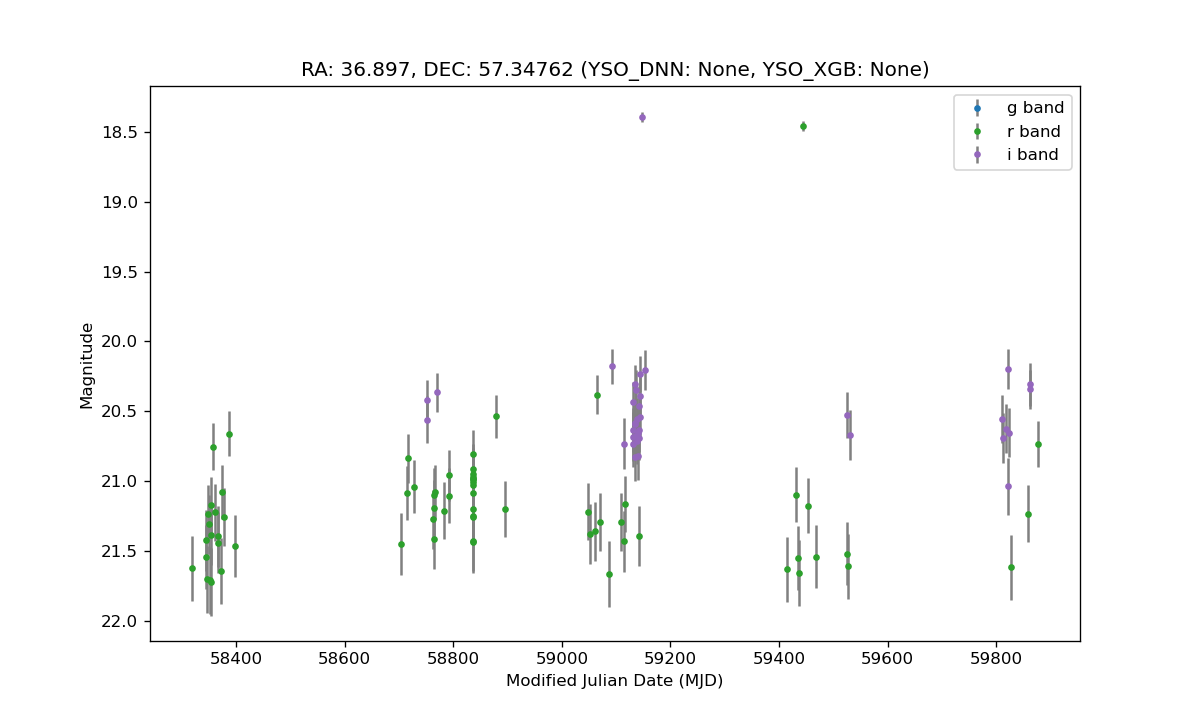 RA: 36.897, DEC: 57.34762 (YSO_DNN: None, YSO_XGB: None)
g band
r band
i band
18.5
19.0
19.5
20.0
20.5
21.0
21.5
22.0
Magnitude
58400 58600 58800 59000 59200 59400 59600 59800
Modified Julian Date (MJD)